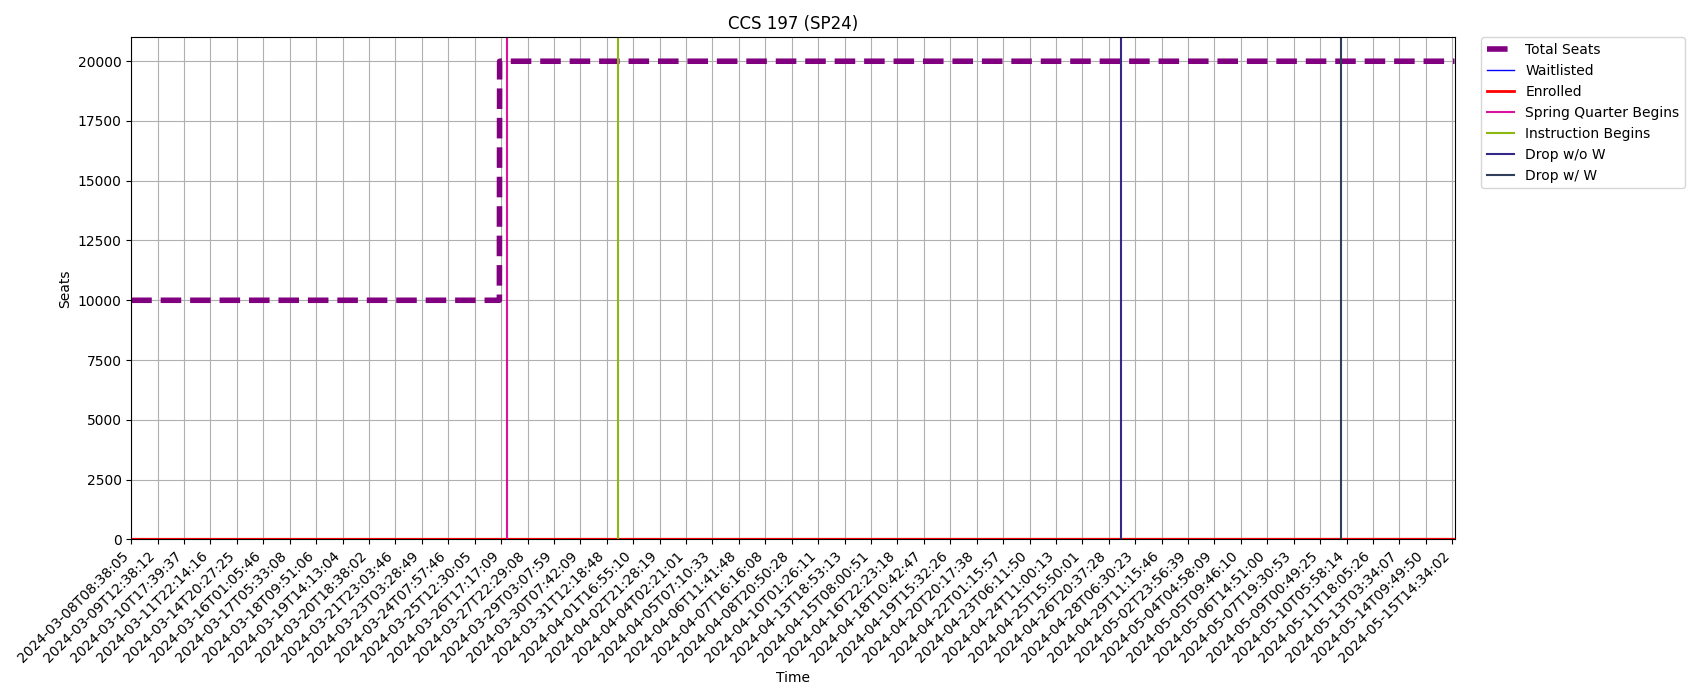 CCS 197 (SP24)
Total Seats
Waitlisted
Enrolled
Spring Quarter Begins
Instruction Begins
Drop w/o W
Drop w/ W
Seats
20000
17500
15000
12500
10000
7500
5000
2500
0
2024-03-08T08:38:05
2024-03-09T12:38:12
2024-03-10T17:39:37
2024-03-11T22:14:16
2024-03-14T20:27:25
2024-03-16T01:05:46
2024-03-17T05:33:08
2024-03-18T09:51:06
2024-03-19T14:13:04
2024-03-20T18:38:02
2024-03-21T23:03:46
2024-03-23T03:28:49
2024-03-24T07:57:46
2024-03-25T12:30:05
2024-03-26T17:17:09
2024-03-27T22:29:08
2024-03-29T03:07:59
2024-03-30T07:42:09
2024-03-31T12:18:48
2024-04-01T16:55:10
2024-04-02T21:28:19
2024-04-04T02:21:01
2024-04-05T07:10:33
2024-04-06T11:41:48
2024-04-07T16:16:08
2024-04-08T20:50:28
2024-04-10T01:26:11
2024-04-13T18:53:13
2024-04-15T08:00:51
2024-04-16T22:23:18
2024-04-18T10:42:47
2024-04-19T15:32:26
2024-04-20T20:17:38
2024-04-22T01:15:57
2024-04-23T06:11:50
2024-04-24T11:00:13
2024-04-25T15:50:01
2024-04-26T20:37:28
2024-04-28T06:30:23
2024-04-29T11:15:46
2024-05-02T23:56:39
2024-05-04T04:58:09
2024-05-05T09:46:10
2024-05-06T14:51:00
2024-05-07T19:30:53
2024-05-09T00:49:25
2024-05-10T05:58:14
2024-05-11T18:05:26
2024-05-13T03:34:07
2024-05-14T09:49:50
2024-05-15T14:34:02
Time